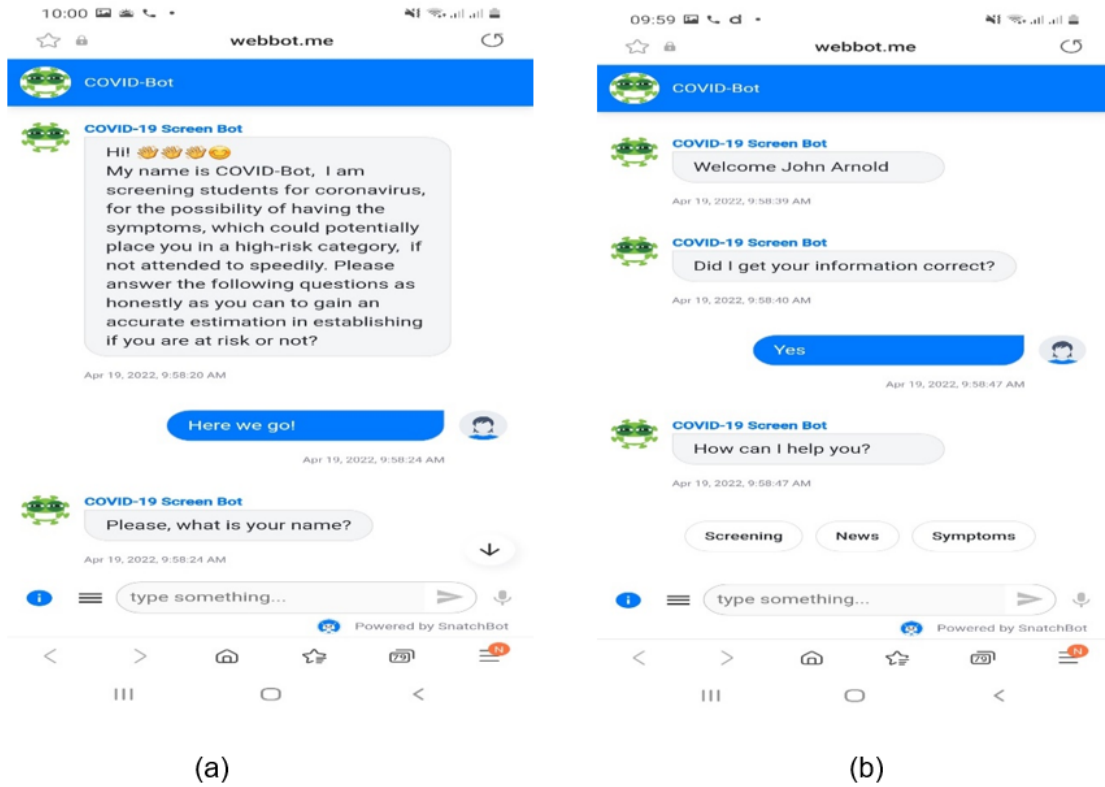 10:00
webbot.me
COVID-Bot
COVID-19 Screen Bot
Hi! 👋👋👋😊
My name is COVID-Bot, I am
screening students for coronavirus,
for the possibility of having the
symptoms, which could potentially
place you in a high-risk category, if
not attended to speedily. Please
answer the following questions as
honestly as you can to gain an
accurate estimation in establishing
if you are at risk or not?
Apr 19, 2022, 9:58:20 AM
Here we go!
Apr 19, 2022, 9:58:24 AM
COVID-19 Screen Bot
Please, what is your name?
Apr 19, 2022, 9:58:24 AM
type something...
Powered by SnatchBot
79
N
(a)
09:59
d
webbot.me
COVID-Bot
COVID-19 Screen Bot
Welcome John Arnold
Apr 19, 2022, 9:58:39 AM
COVID-19 Screen Bot
Did I get your information correct?
Apr 19, 2022, 9:58:40 AM
Yes
Apr 19, 2022, 9:58:47 AM
COVID-19 Screen Bot
How can I help you?
Apr 19, 2022, 9:58:47 AM
Screening News Symptoms
type something...
Powered by SnatchBot
79
N
(b)